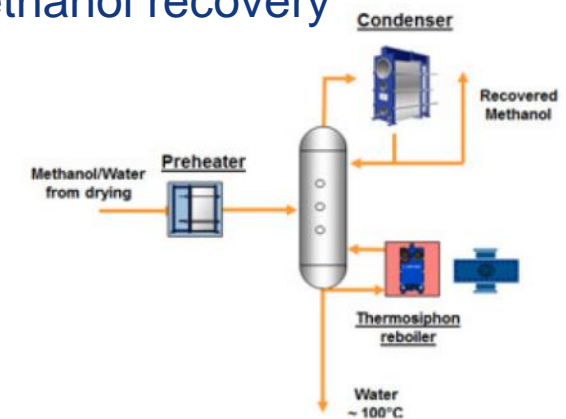 ethanol recovery
Condenser
Recovered
Methanol
Preheater
Methanol/Water
from drying
Thermosiphon
reboiler
Water
~ 100°C